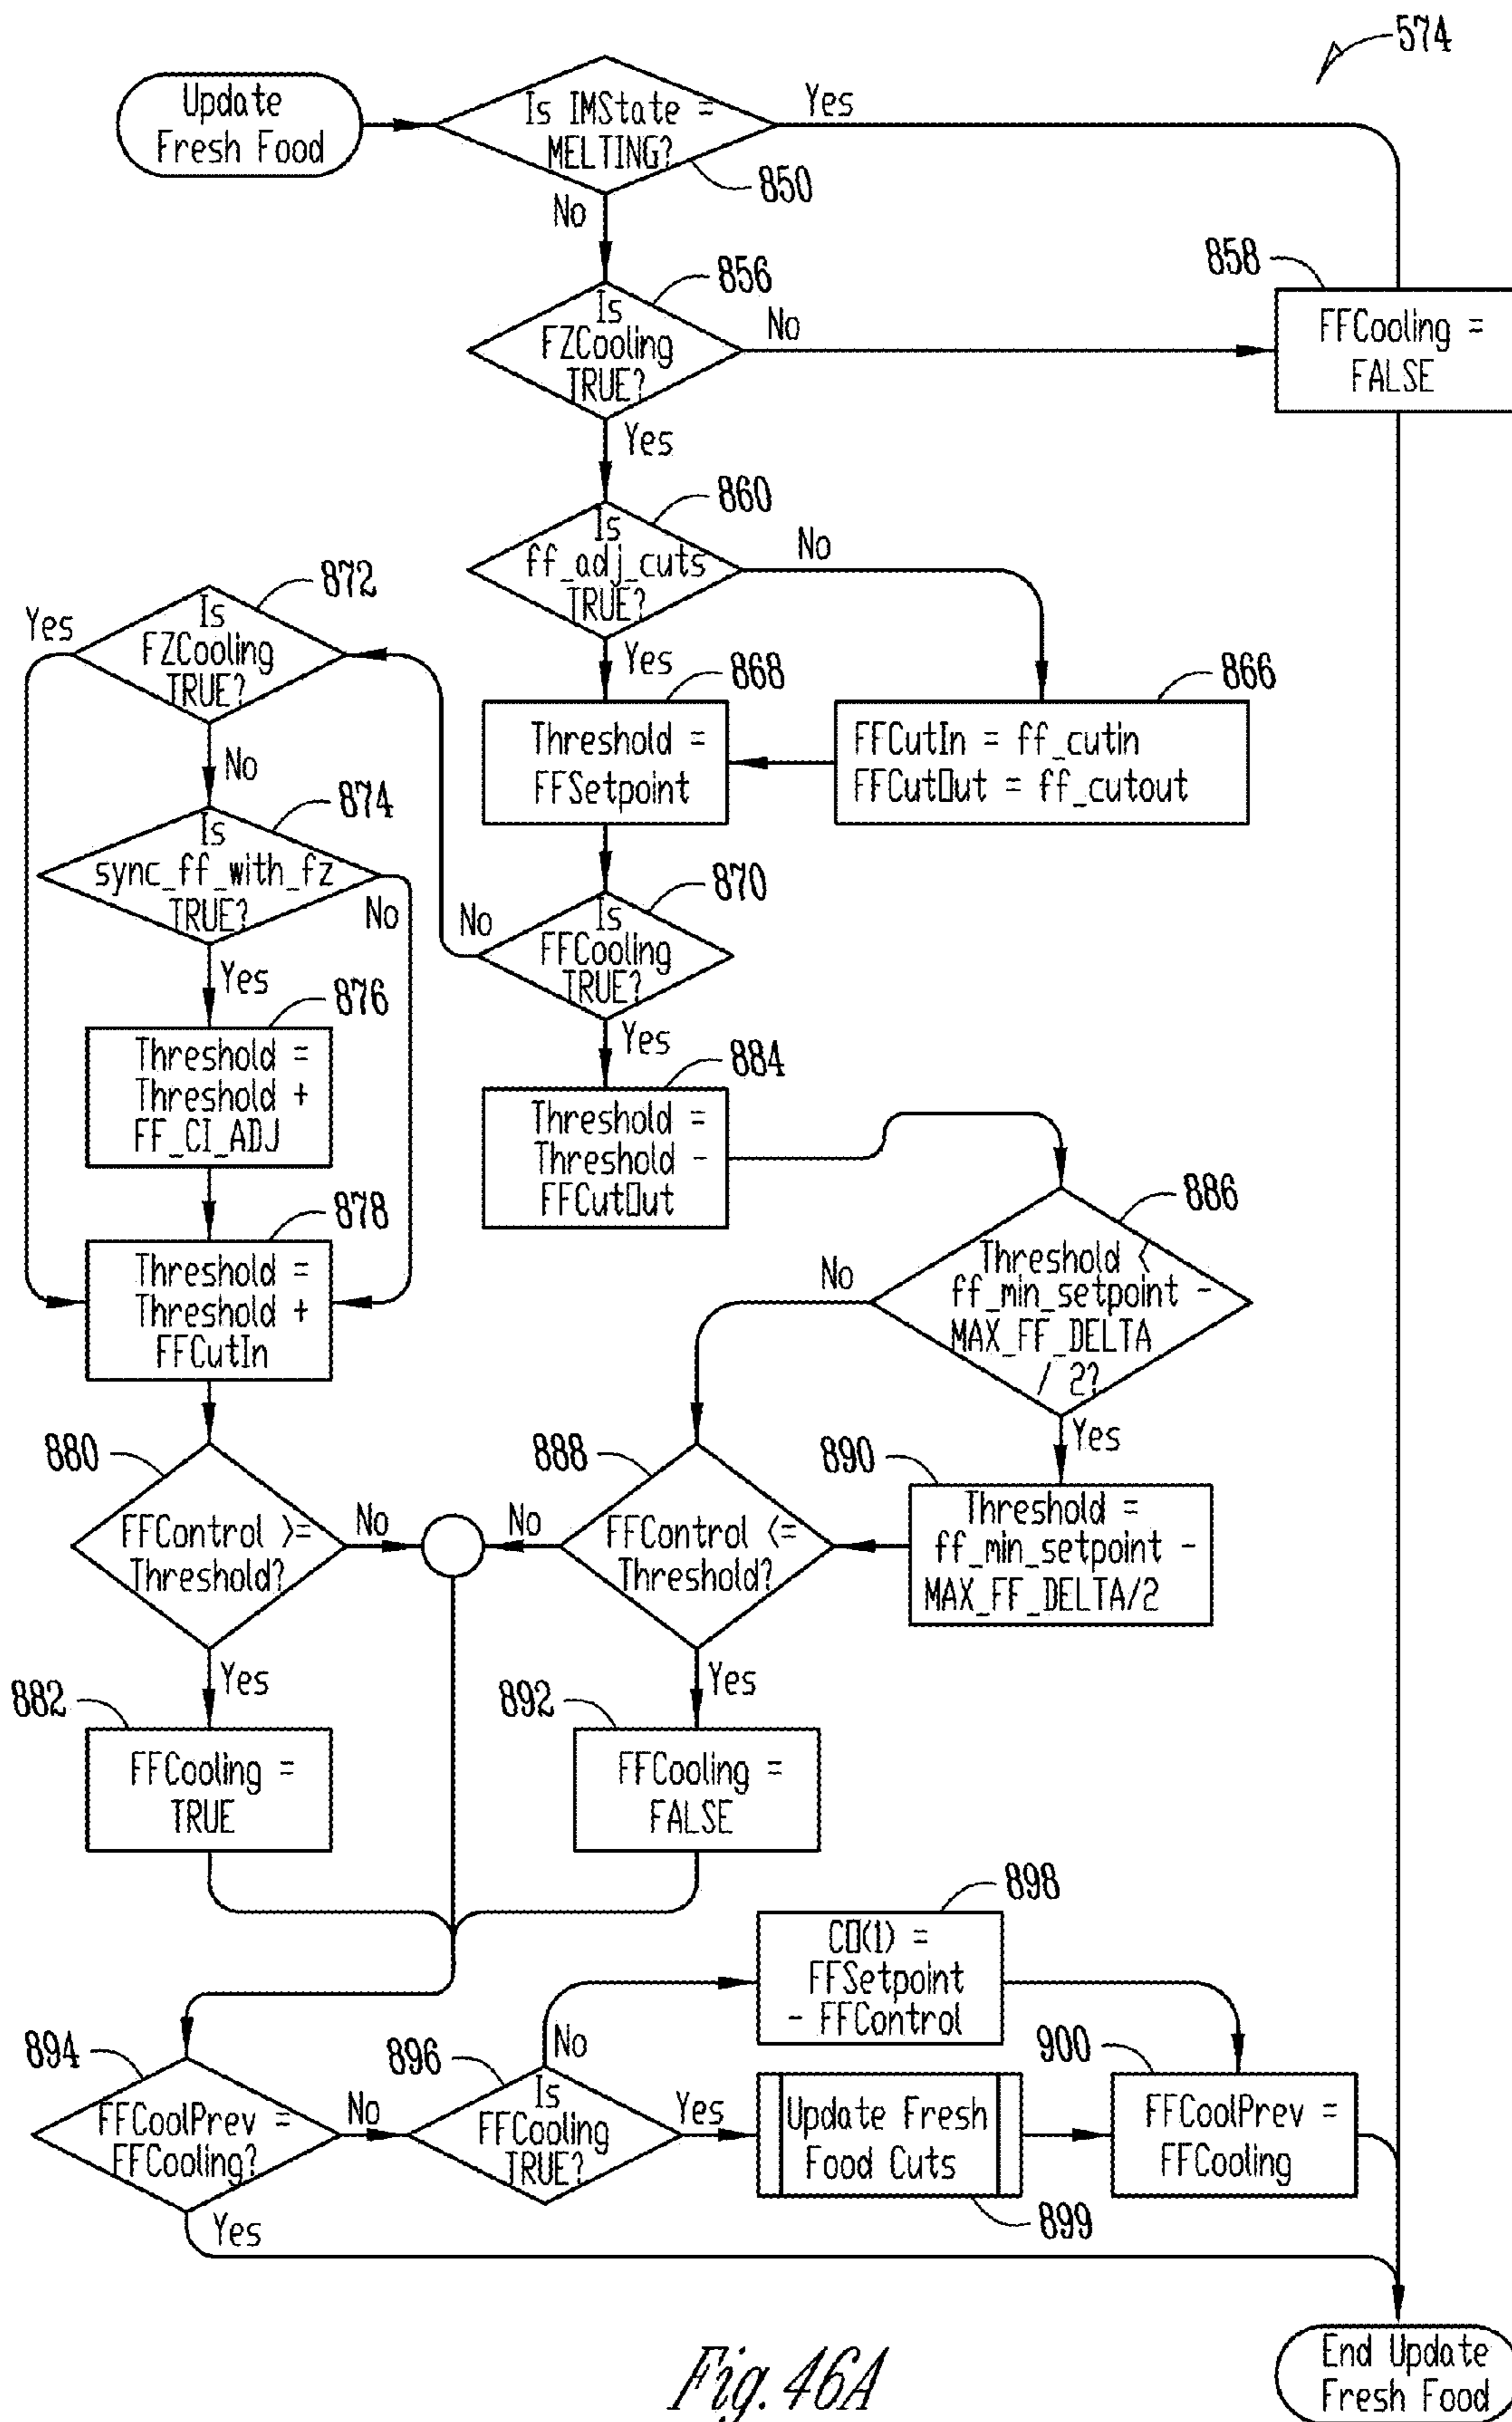 574
Update
Fresh Food
Is IMState =
MELTING?
Yes
850
No
856
Is
FZCooling
TRUE?
No
858
FFCooling =
FALSE
Yes
860
Is
ff_adj_cuts
TRUE?
No
872
Is
FZCooling
TRUE?
Yes
Yes
868
Threshold =
FFSetpoint
866
FFCutIn = ff_cutin
FFCutOut = ff_cutout
No
874
Is
sync_ff_with_fz
TRUE?
No
No
870
Is
FFCooling
TRUE?
Yes
876
Threshold =
Threshold +
FF_CI_ADJ
Yes
884
Threshold =
Threshold -
FFCutOut
886
Threshold <
ff_min_setpoint -
MAX_FF_DELTA
/ 2?
No
878
Threshold =
Threshold +
FFCutIn
Yes
880
FFControl >=
Threshold?
No
888
FFControl <=
Threshold?
No
890
Threshold =
ff_min_setpoint -
MAX_FF_DELTA/2
Yes
882
FFCooling =
TRUE
Yes
892
FFCooling =
FALSE
898
CO(1) =
FFSetpoint
- FFControl
894
FFCoolPrev =
FFCooling?
No
896
Is
FFCooling
TRUE?
No
Yes
Update Fresh
Food Cuts
899
900
FFCoolPrev =
FFCooling
Yes
End Update
Fresh Food
Fig. 46A